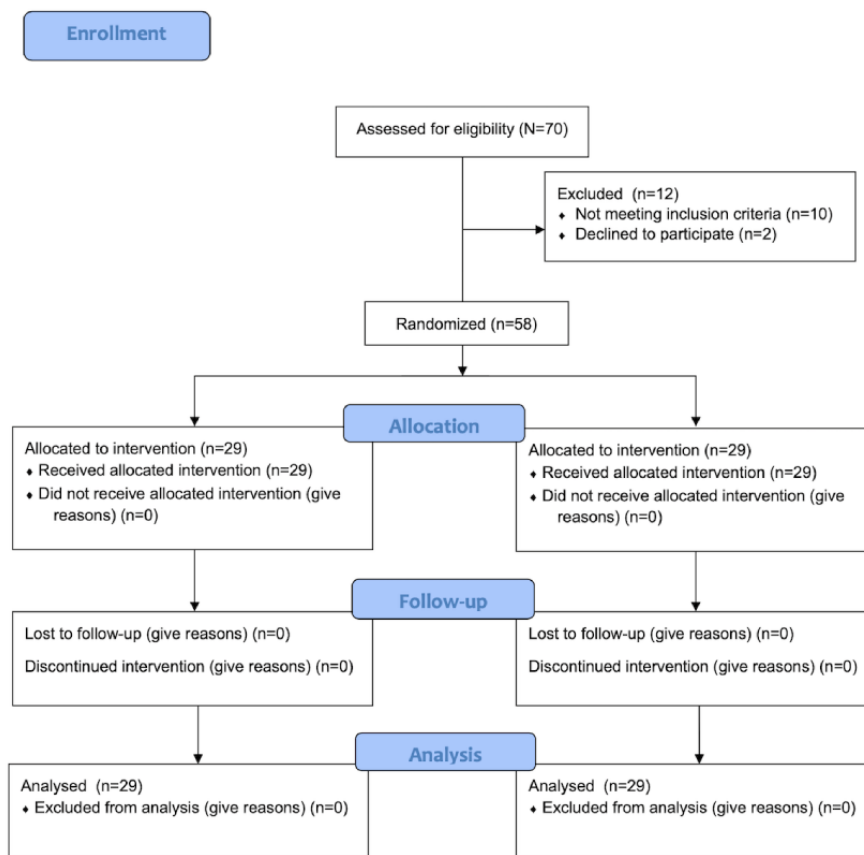 Enrollment
Assessed for eligibility (N=70)
Excluded (n=12)
♦ Not meeting inclusion criteria (n=10)
♦ Declined to participate (n=2)
Randomized (n=58)
Allocation
Allocated to intervention (n=29)
♦ Received allocated intervention (n=29)
♦ Did not receive allocated intervention (give
reasons) (n=0)
Allocated to intervention (n=29)
♦ Received allocated intervention (n=29)
♦ Did not receive allocated intervention (give
reasons) (n=0)
Follow-up
Lost to follow-up (give reasons) (n=0)
Discontinued intervention (give reasons) (n=0)
Lost to follow-up (give reasons) (n=0)
Discontinued intervention (give reasons) (n=0)
Analysis
Analysed (n=29)
♦ Excluded from analysis (give reasons) (n=0)
Analysed (n=29)
♦ Excluded from analysis (give reasons) (n=0)